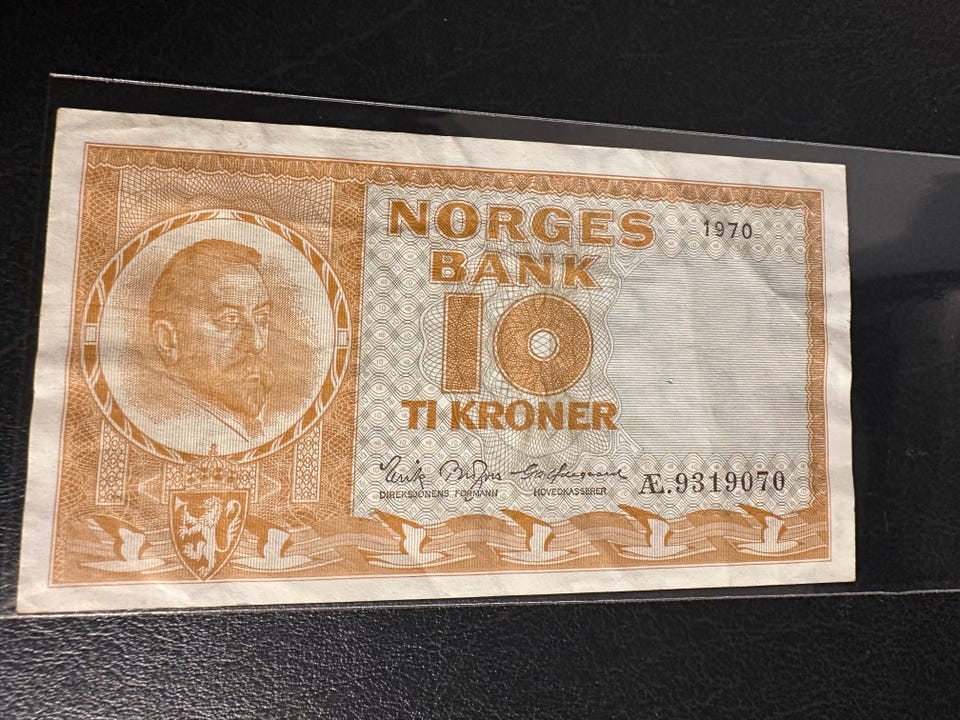 NORGES
BANK
1970
10
TI KRONER
DIREKSJONENS FORMANN
HOVEDKASSERER
Æ.9319070